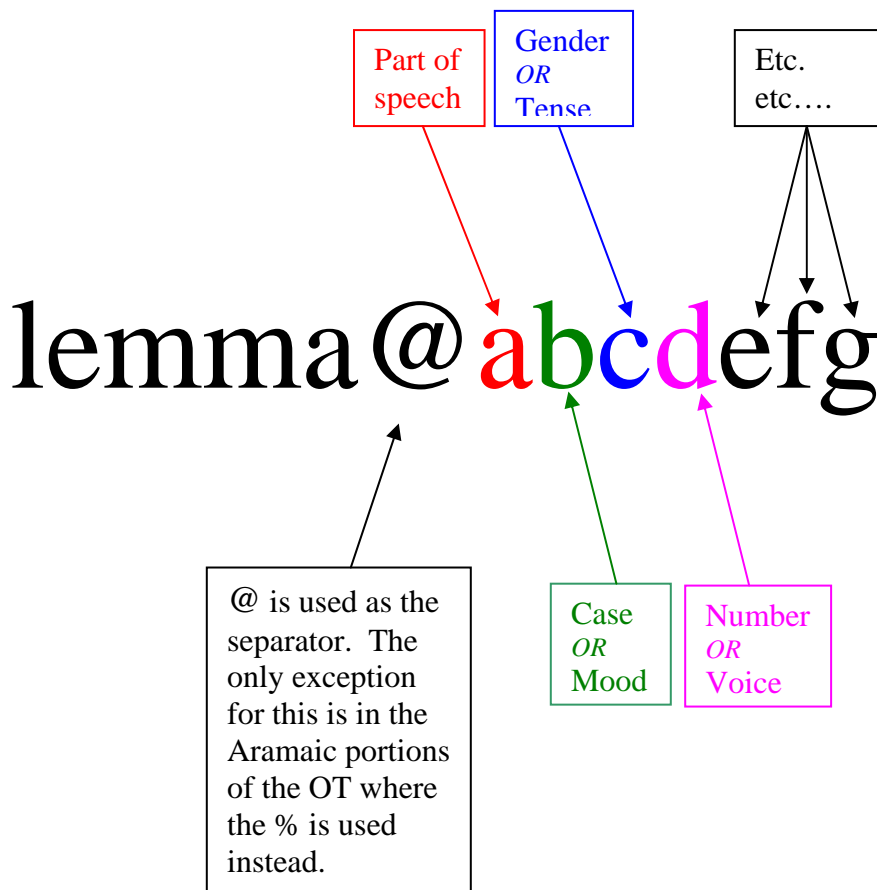 Part of
speech
Gender
OR
Tense
Etc.
etc….
lemma@abcdefg
@ is used as the
separator.  The
only exception
for this is in the
Aramaic portions
of the OT where
the % is used
instead.
Case
OR
Mood
Number
OR
Voice